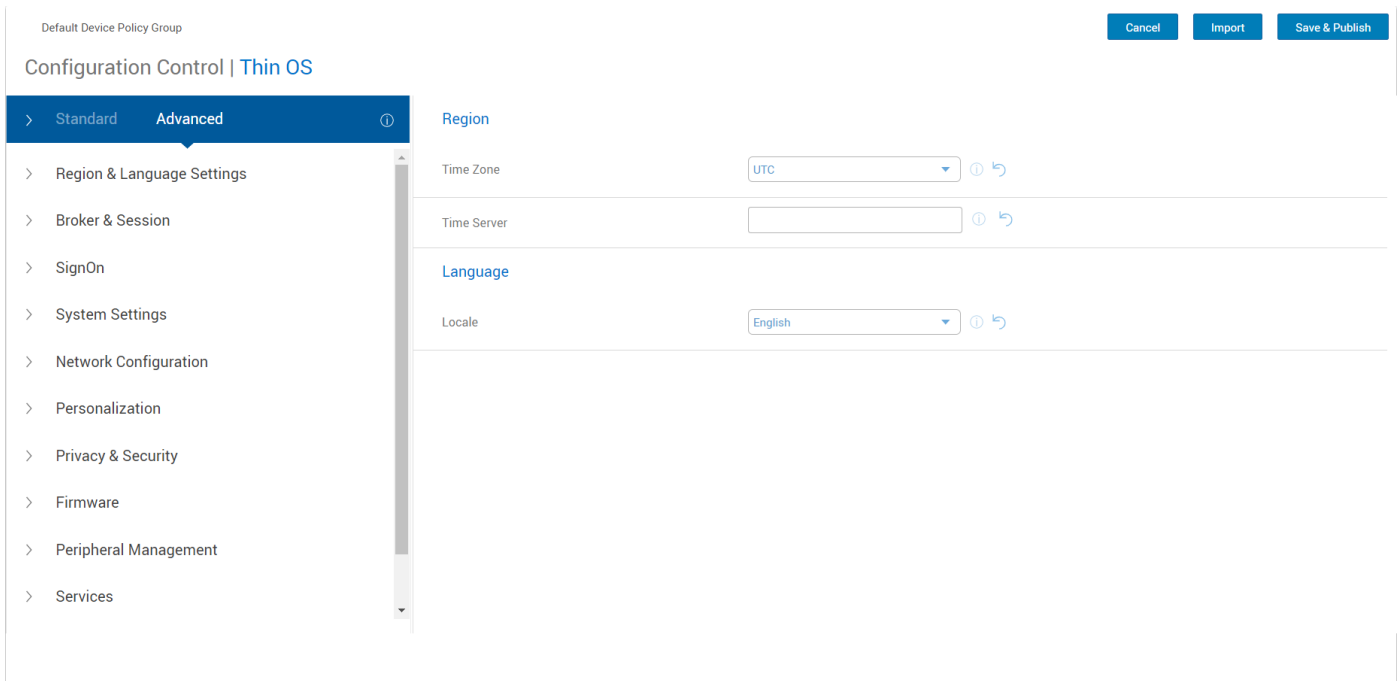 Default Device Policy Group
Cancel
Import
Save & Publish
Configuration Control | Thin OS
Standard
Advanced
Region & Language Settings
Broker & Session
SignOn
System Settings
Network Configuration
Personalization
Privacy & Security
Firmware
Peripheral Management
Services
Region
Time Zone
UTC
Time Server
Language
Locale
English